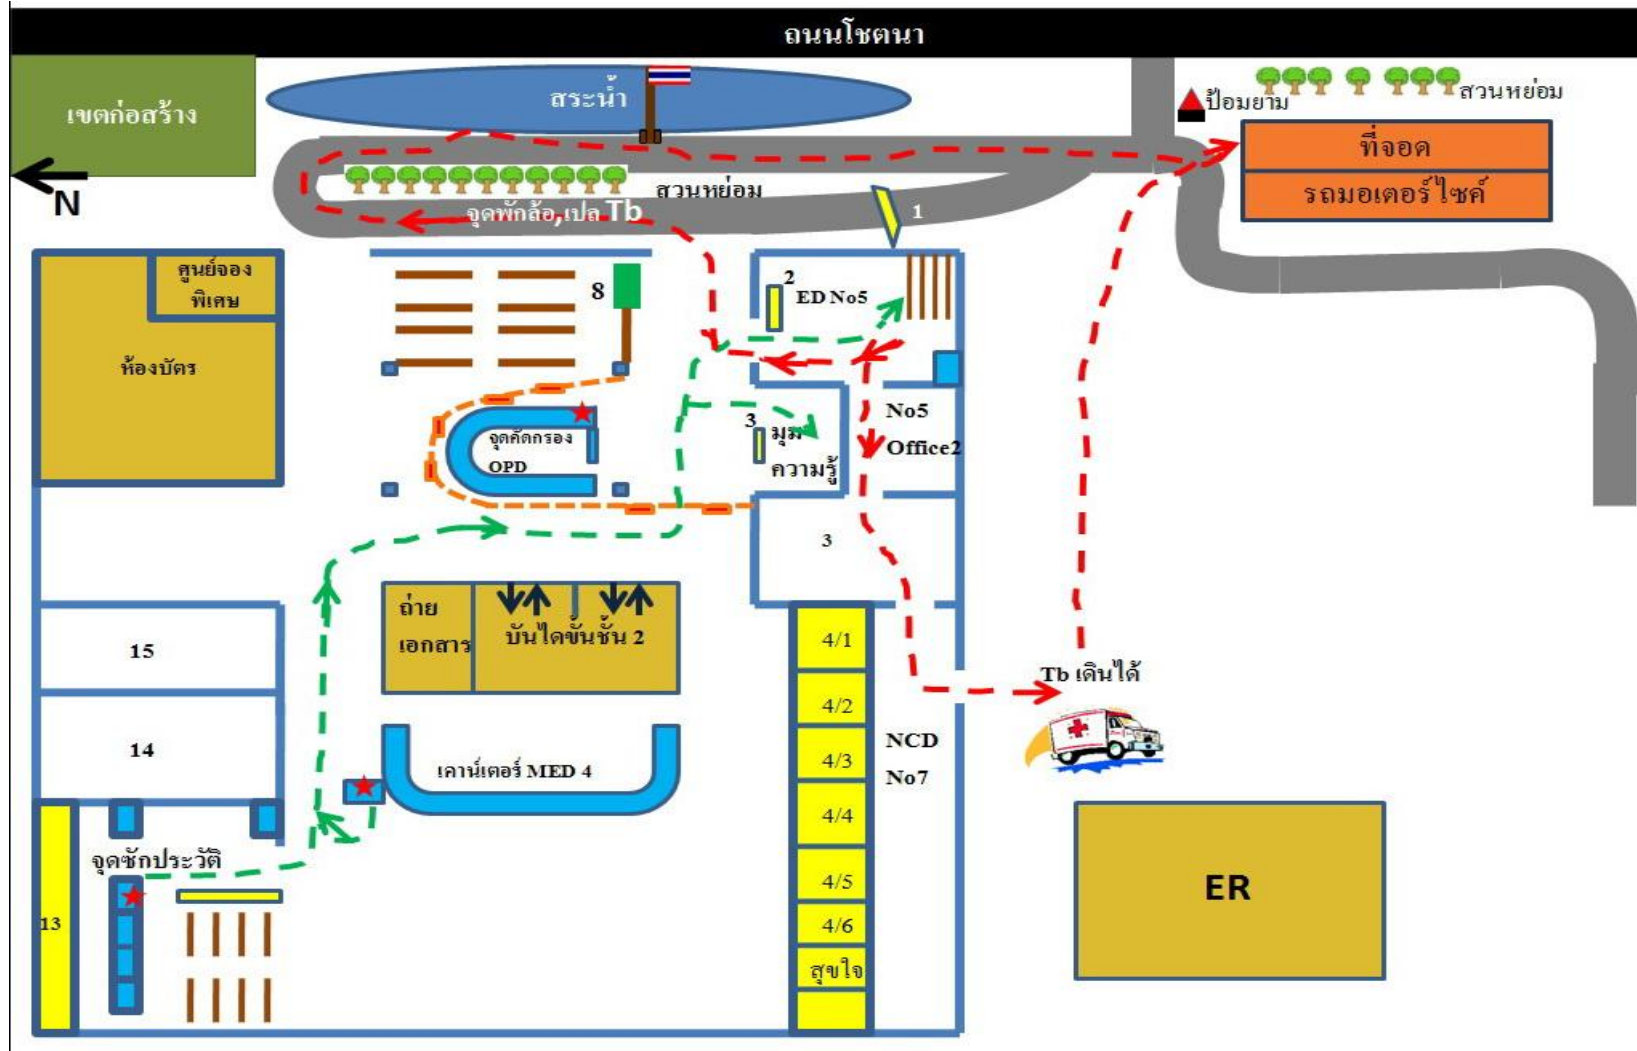 ถนนโชตนา
เขตก่อสร้าง
N
สระน้ำ
ป้อมยาม
สวนหย่อม
ที่จอด
รถมอเตอร์ไซค์
สวนหย่อม
จุดพักล้อ,เปล Tb
1
ศูนย์จอง
พิเศษ
ห้องบัตร
8
2
ED No5
จุดคัดกรอง
OPD
3
มุม
ความรู้
No5
Office2
3
ถ่าย
เอกสาร
บันไดขั้นชั้น 2
15
14
เคาน์เตอร์ MED 4
จุดซักประวัติ
13
4/1
4/2
4/3
4/4
4/5
4/6
สุขใจ
NCD
No7
Tb เดินได้
ER